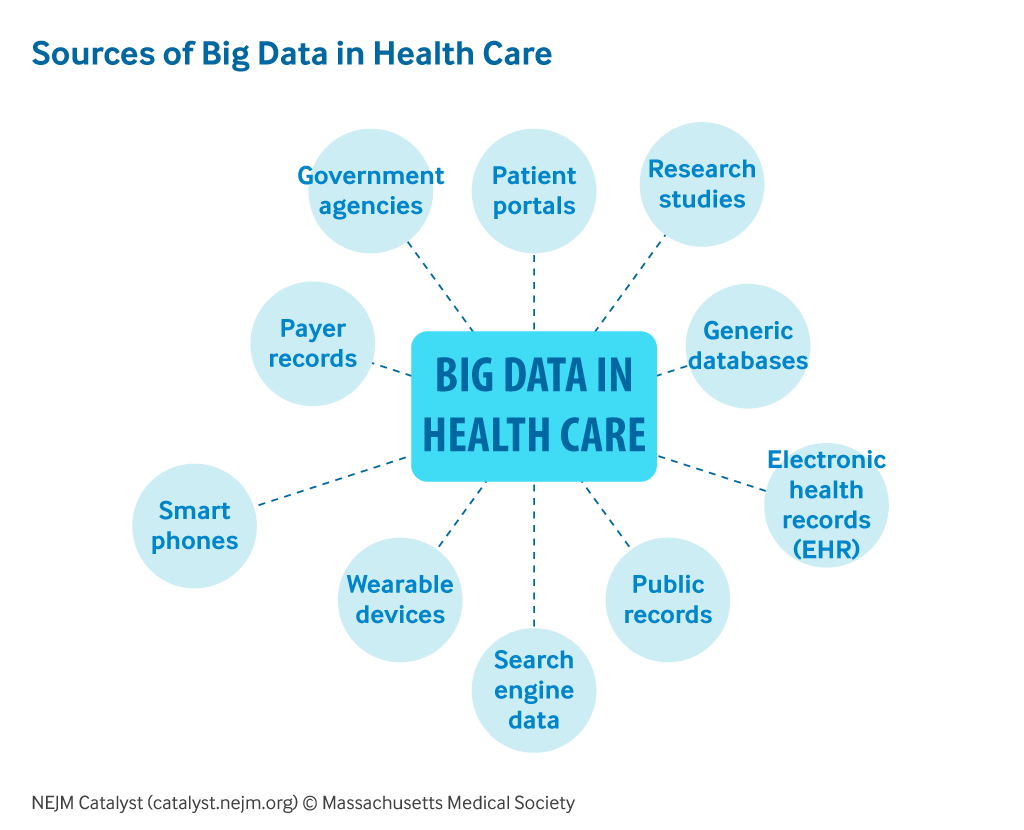 Sources of Big Data in Health Care
Government
agencies
Patient
portals
Research
studies
Payer
records
BIG DATA IN
HEALTH CARE
Generic
databases
Smart
phones
Electronic
health
records
(EHR)
Wearable
devices
Public
records
Search
engine
data
NEJM Catalyst (catalyst.nejm.org) © Massachusetts Medical Society